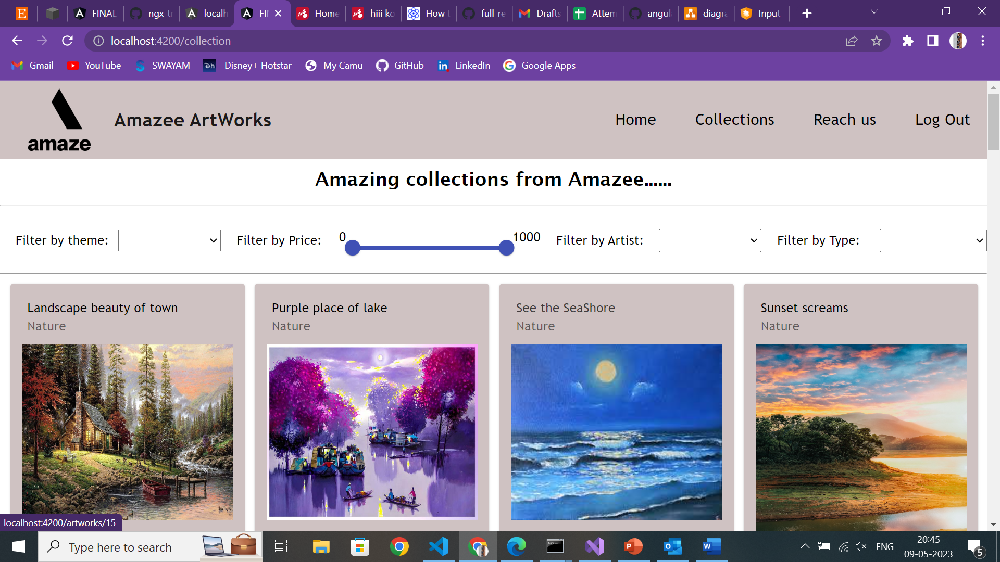 FINAL
ngx-tr
localh
FI
Home
hiii ko
How t
full-re
Drafts
Attem
angul
diagra
Input
localhost:4200/collection
Gmail
YouTube
SWAYAM
Disney+ Hotstar
My Camu
GitHub
LinkedIn
Google Apps
amaze
Amazee ArtWorks
Home
Collections
Reach us
Log Out
Amazing collections from Amazee......
Filter by theme:
Filter by Price:
0
1000
Filter by Artist:
Filter by Type:
Landscape beauty of town
Nature
Purple place of lake
Nature
See the SeaShore
Nature
Sunset screams
Nature
localhost:4200/artworks/15
Type here to search
ENG
20:45
09-05-2023
5